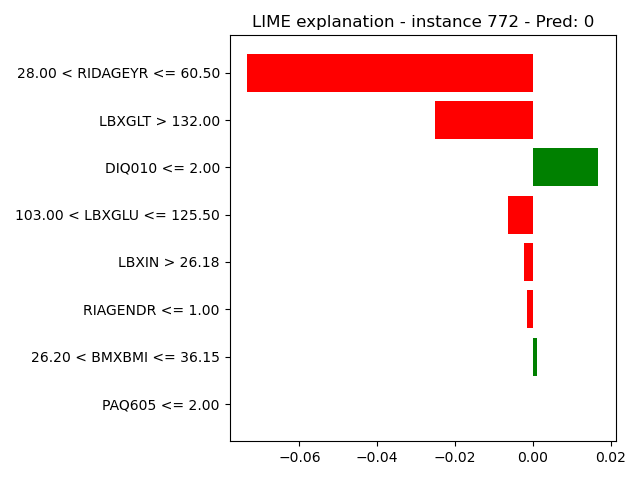 LIME explanation - instance 772 - Pred: 0
28.00 < RIDAGEYR <= 60.50
LBXGLT > 132.00
DIQ010 <= 2.00
103.00 < LBXGLU <= 125.50
LBXIN > 26.18
RIAGENDR <= 1.00
26.20 < BMXBMI <= 36.15
PAQ605 <= 2.00
−0.06 −0.04 −0.02 0.00 0.02